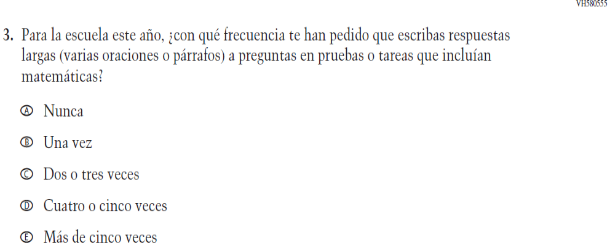 VH580555
3. Para la escuela este año, ¿con qué frecuencia te han pedido que escribas respuestas
largas (varias oraciones o párrafos) a preguntas en pruebas o tareas que incluían
matemáticas?
Ⓐ Nunca
Ⓑ Una vez
Ⓒ Dos o tres veces
Ⓓ Cuatro o cinco veces
Ⓔ Más de cinco veces